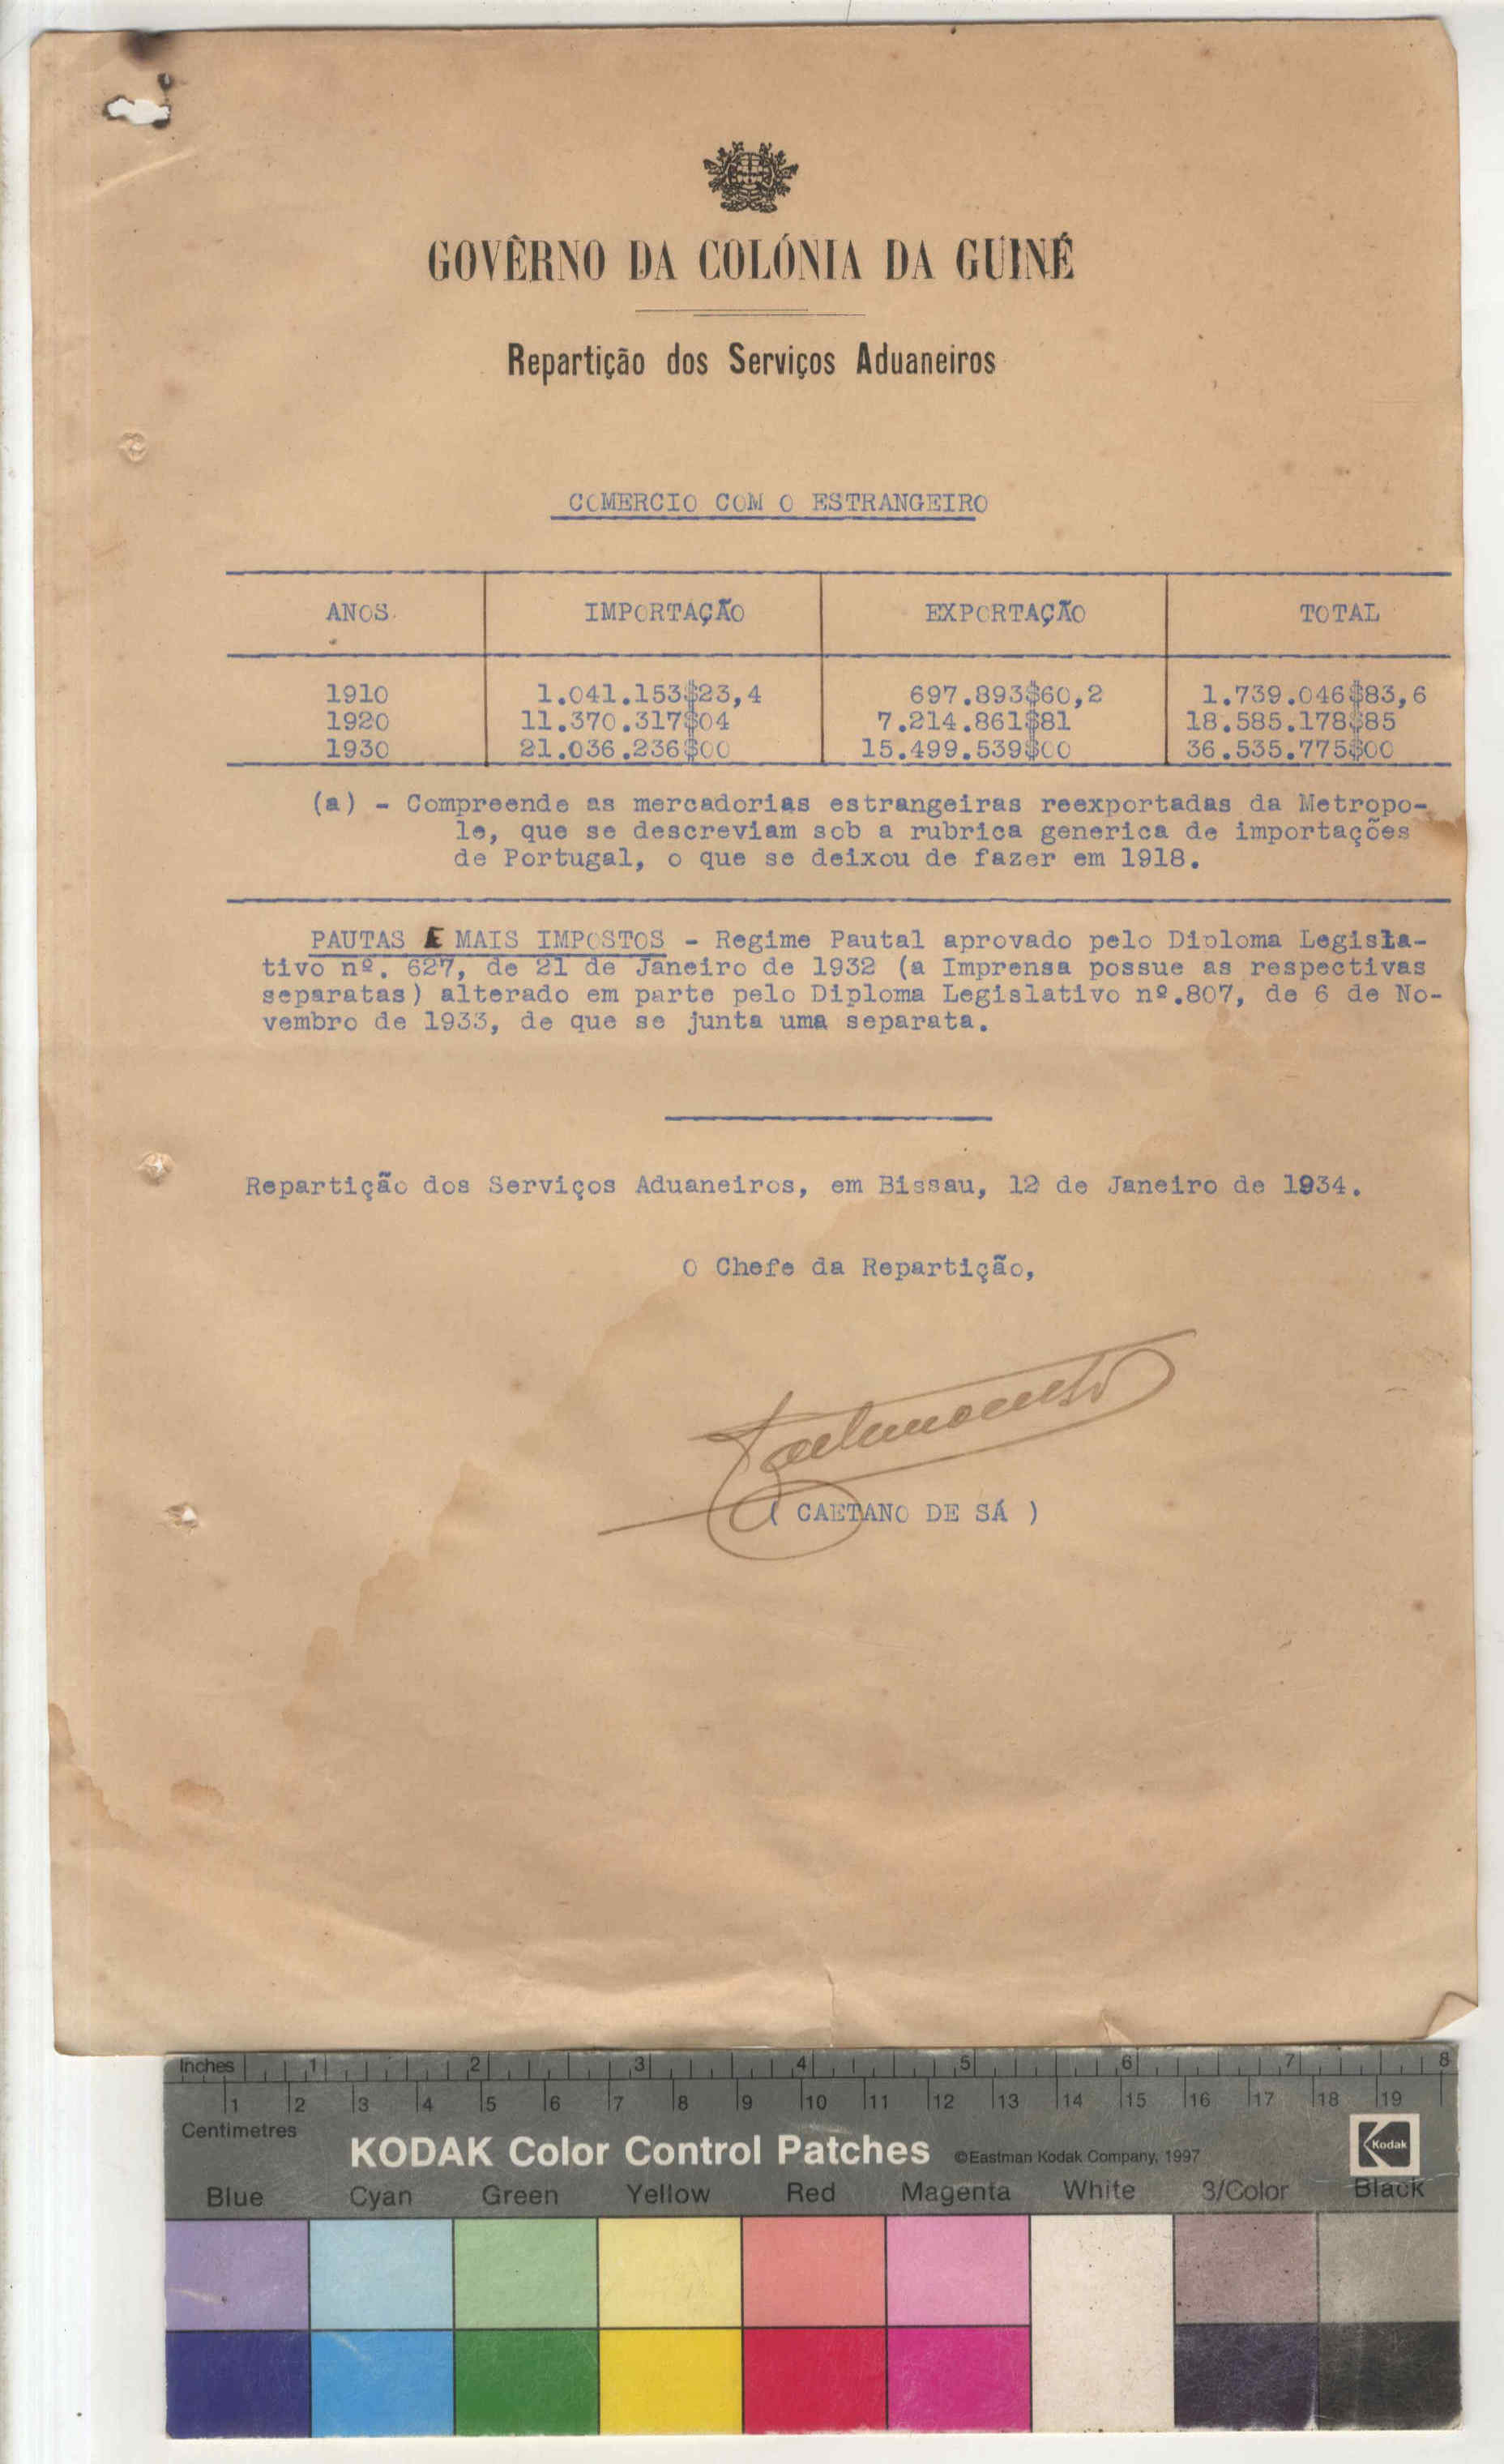 GOVÊRNO DA COLÓNIA DA GUINÉ
Repartição dos Serviços Aduaneiros
COMERCIO COM O ESTRANGEIRO
ANOS. IMPORTAÇÃO EXPORTAÇÃO TOTAL
1910 1.041.153$23,4 697.893$60,2 1.739.046$83,6
1920 11.370.317$04 7.214.861$81 18.585.178$85
1930 21.036.236$00 15.499.539$00 36.535.775$00
(a) - Compreende as mercadorias estrangeiras reexportadas da Metropo-
le, que se descreviam sob a rubrica generica de importações
de Portugal, o que se deixou de fazer em 1918.
PAUTAS E MAIS IMPOSTOS - Regime Pautal aprovado pelo Diploma Legisla-
tivo nº. 627, de 21 de Janeiro de 1932 (a Imprensa possue as respectivas
separatas) alterado em parte pelo Diploma Legislativo nº.807, de 6 de No-
vembro de 1933, de que se junta uma separata.
Repartição dos Serviços Aduaneiros, em Bissau, 12 de Janeiro de 1934.
O Chefe da Repartição,
( CAETANO DE SÁ )
Inches 1 2 3 4 5 6 7 8
1 2 3 4 5 6 7 8 9 10 11 12 13 14 15 16 17 18 19
Centimetres
KODAK Color Control Patches ©Eastman Kodak Company, 1997 Kodak
Blue Cyan Green Yellow Red Magenta White 3/Color Black